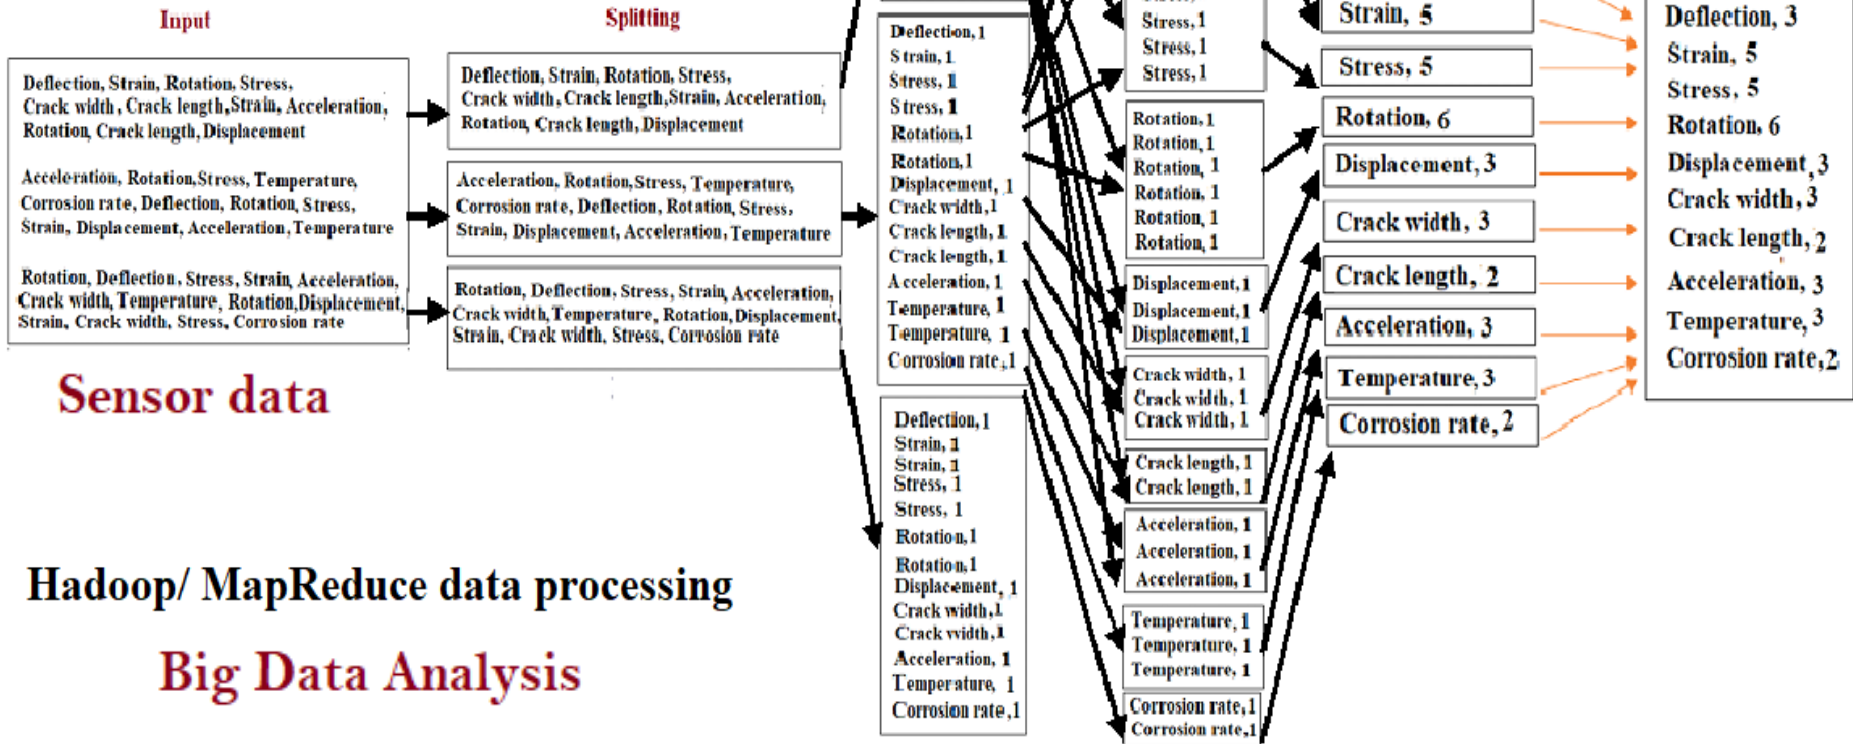 Input
Deflection, Strain, Rotation, Stress,
Crack width, Crack length, Strain, Acceleration,
Rotation, Crack length, Displacement
Acceleration, Rotation, Stress, Temperature,
Corrosion rate, Deflection, Rotation, Stress,
Strain, Displacement, Acceleration, Temperature
Rotation, Deflection, Stress, Strain, Acceleration,
Crack width, Temperature, Rotation, Displacement,
Strain, Crack width, Stress, Corrosion rate
Sensor data
Hadoop/ MapReduce data processing
Big Data Analysis
Splitting
Deflection, Strain, Rotation, Stress,
Crack width, Crack length, Strain, Acceleration,
Rotation, Crack length, Displacement
Acceleration, Rotation, Stress, Temperature,
Corrosion rate, Deflection, Rotation, Stress,
Strain, Displacement, Acceleration, Temperature
Rotation, Deflection, Stress, Strain, Acceleration,
Crack width, Temperature, Rotation, Displacement,
Strain, Crack width, Stress, Corrosion rate
Deflection, 1
Strain, 1
Stress, 1
Stress, 1
Rotation, 1
Rotation, 1
Displacement, 1
Crack width, 1
Crack length, 1
Crack length, 1
Acceleration, 1
Temperature, 1
Temperature, 1
Corrosion rate, 1
Deflection, 1
Strain, 1
Strain, 1
Stress, 1
Stress, 1
Rotation, 1
Rotation, 1
Displacement, 1
Crack width, 1
Crack width, 1
Acceleration, 1
Temperature, 1
Corrosion rate, 1
Stress, 1
Stress, 1
Stress, 1
Rotation, 1
Rotation, 1
Rotation, 1
Rotation, 1
Rotation, 1
Rotation, 1
Displacement, 1
Displacement, 1
Displacement, 1
Crack width, 1
Crack width, 1
Crack width, 1
Crack length, 1
Crack length, 1
Acceleration, 1
Acceleration, 1
Acceleration, 1
Temperature, 1
Temperature, 1
Temperature, 1
Corrosion rate, 1
Corrosion rate, 1
Strain, 5
Stress, 5
Rotation, 6
Displacement, 3
Crack width, 3
Crack length, 2
Acceleration, 3
Temperature, 3
Corrosion rate, 2
Deflection, 3
Strain, 5
Stress, 5
Rotation, 6
Displacement, 3
Crack width, 3
Crack length, 2
Acceleration, 3
Temperature, 3
Corrosion rate, 2